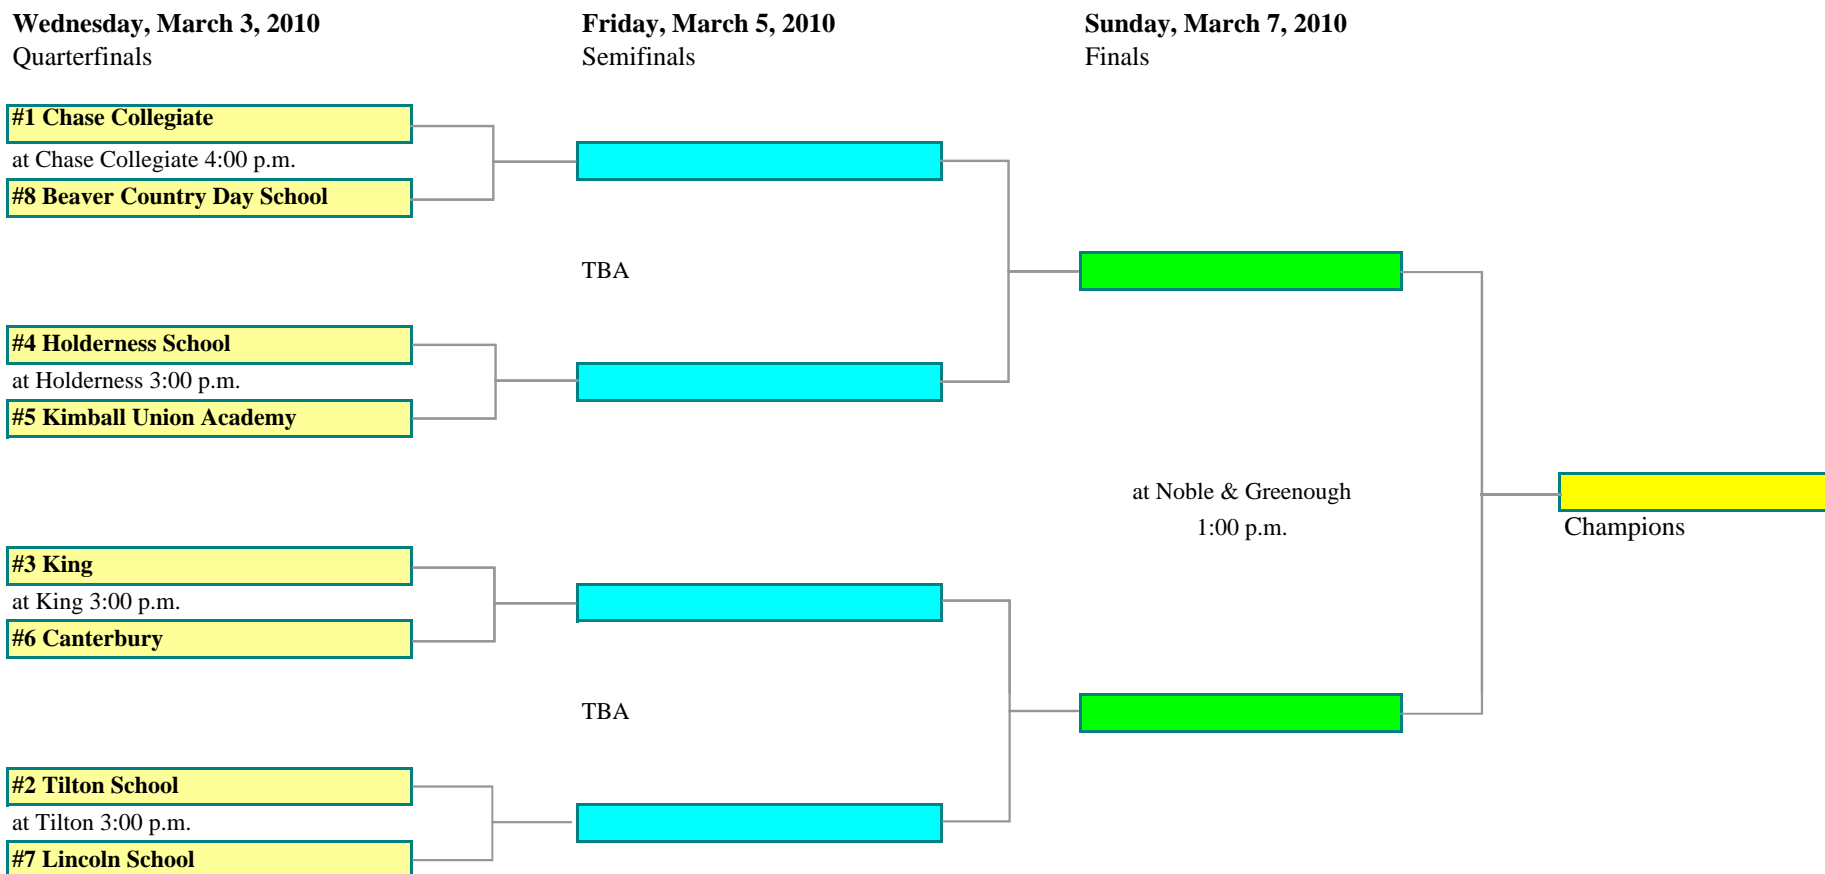 Wednesday, March 3, 2010
Quarterfinals
Friday, March 5, 2010
Semifinals
Sunday, March 7, 2010
Finals
#1 Chase Collegiate
at Chase Collegiate 4:00 p.m.
#8 Beaver Country Day School
TBA
#4 Holderness School
at Holderness 3:00 p.m.
#5 Kimball Union Academy
at Noble & Greenough
1:00 p.m.
Champions
#3 King
at King 3:00 p.m.
#6 Canterbury
TBA
#2 Tilton School
at Tilton 3:00 p.m.
#7 Lincoln School